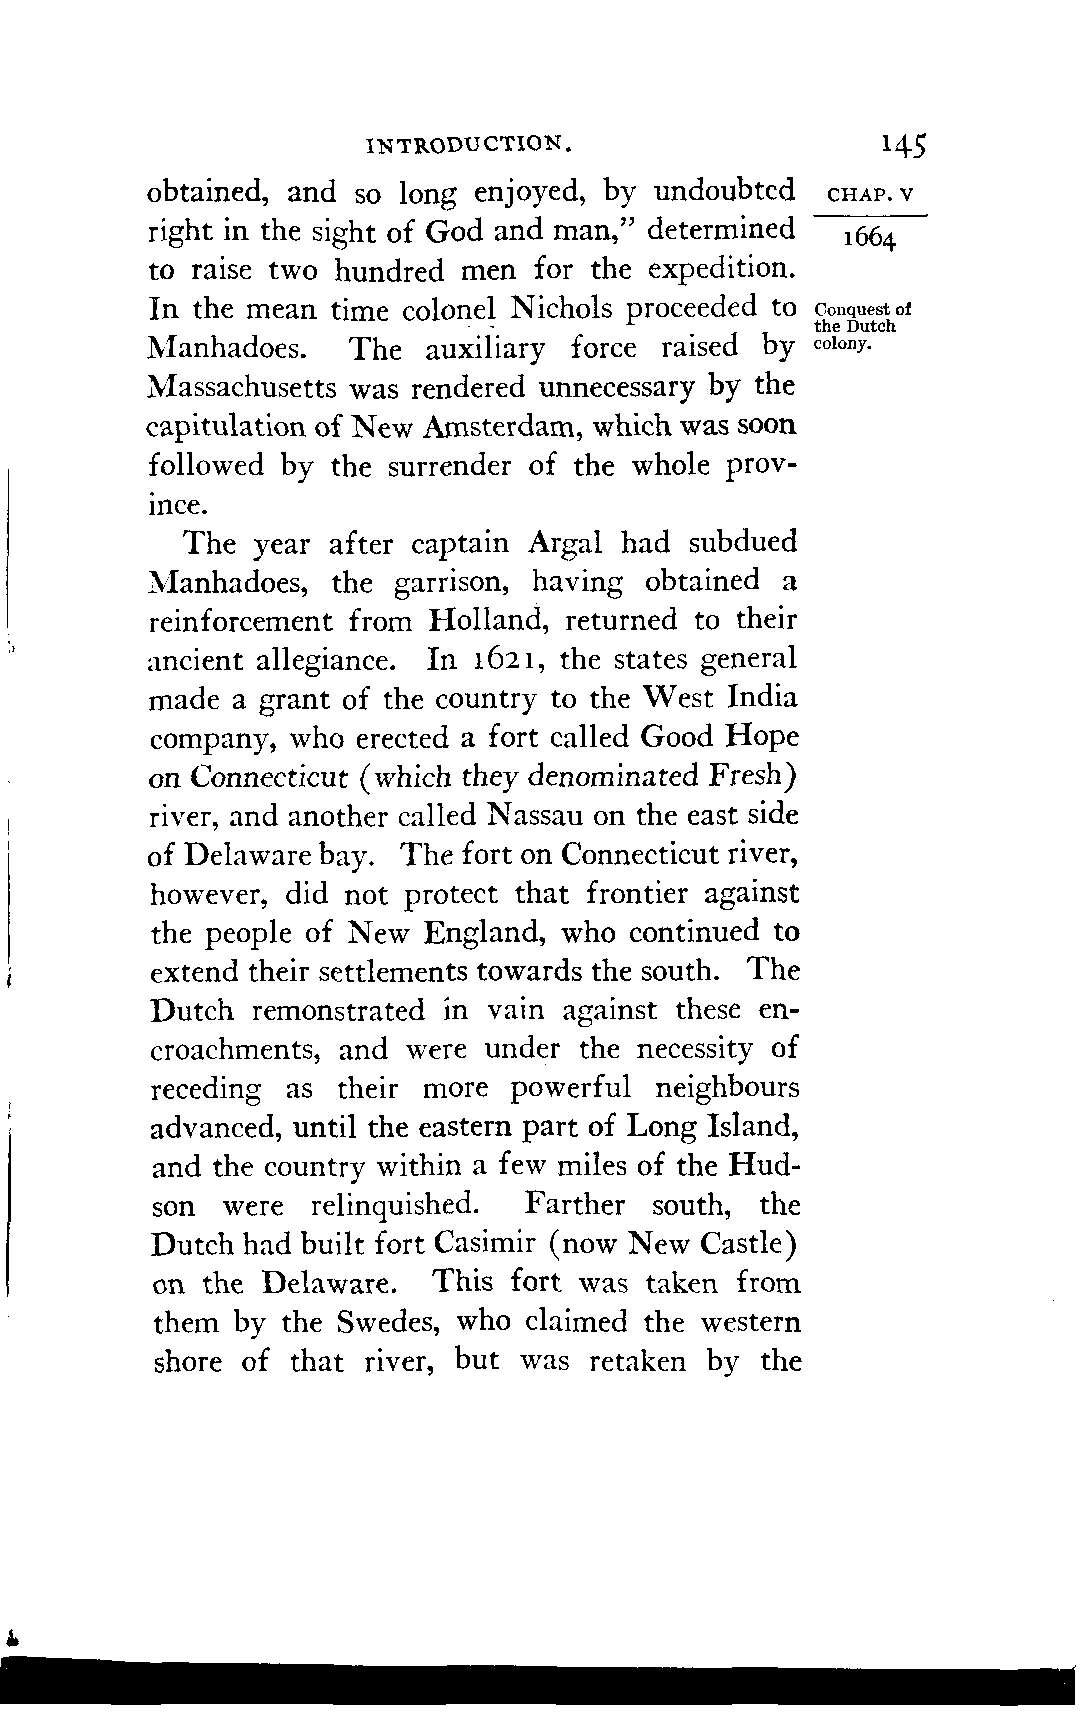 INTRODUCTION. 145
obtained, and so long enjoyed, by undoubted
right in the sight of God and man,” determined
to raise two hundred men for the expedition.
In the mean time colonel Nichols proceeded to
Manhadoes. The auxiliary force raised by
Massachusetts was rendered unnecessary by the
capitulation of New Amsterdam, which was soon
followed by the surrender of the whole prov-
ince.
CHAP. V
1664
Conquest of
the Dutch
colony.
The year after captain Argal had subdued
Manhadoes, the garrison, having obtained a
reinforcement from Holland, returned to their
ancient allegiance. In 1621, the states general
made a grant of the country to the West India
company, who erected a fort called Good Hope
on Connecticut (which they denominated Fresh)
river, and another called Nassau on the east side
of Delaware bay. The fort on Connecticut river,
however, did not protect that frontier against
the people of New England, who continued to
extend their settlements towards the south. The
Dutch remonstrated in vain against these en-
croachments, and were under the necessity of
receding as their more powerful neighbours
advanced, until the eastern part of Long Island,
and the country within a few miles of the Hud-
son were relinquished. Farther south, the
Dutch had built fort Casimir (now New Castle)
on the Delaware. This fort was taken from
them by the Swedes, who claimed the western
shore of that river, but was retaken by the